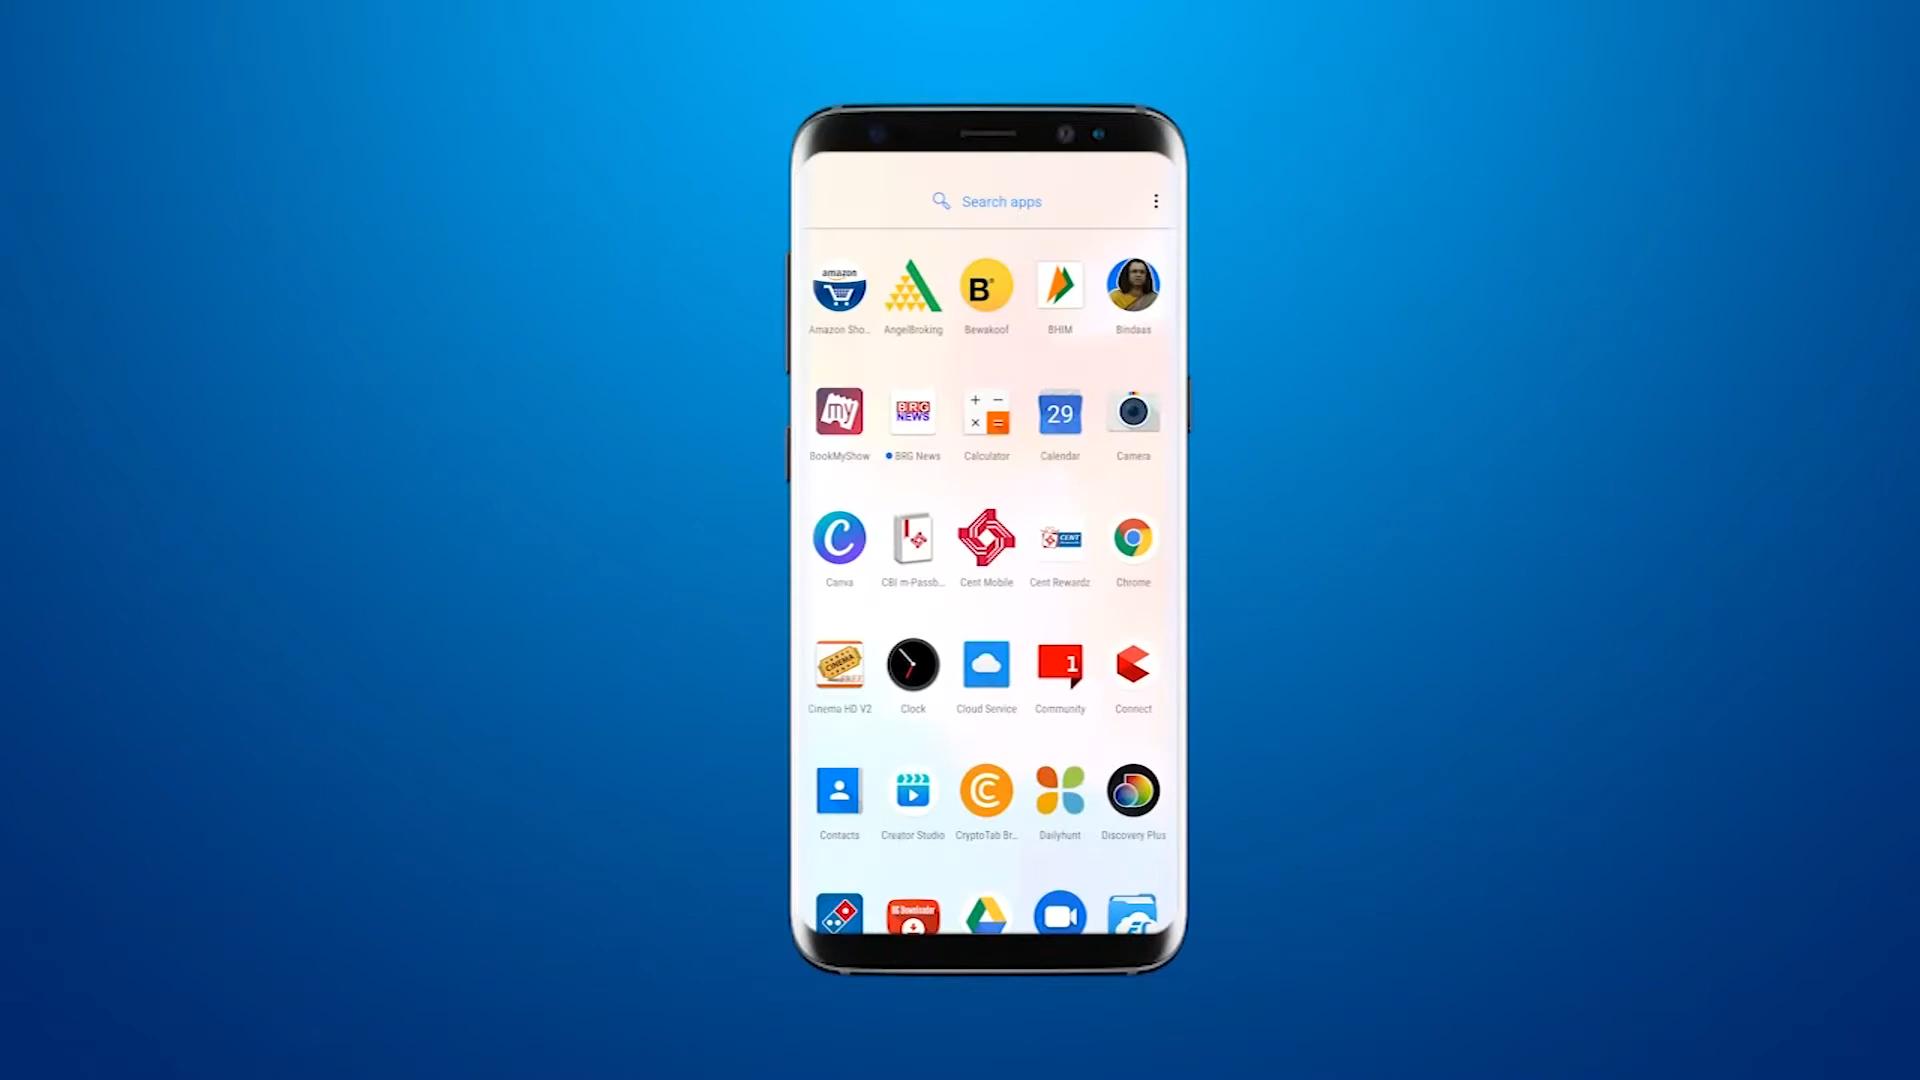 Search apps
amazon
B
Amazon Sho...
AngelBroking
Bewakoof
BHIM
Bindaas
my
BRG
NEWS
29
BookMyShow
BRG News
Calculator
Calendar
Camera
C
CENT
Canva
CBI m-Passb...
Cent Mobile
Cent Rewardz
Chrome
CINEMA
1
Cinema HD V2
Clock
Cloud Service
Community
Connect
Contacts
Creator Studio
CryptoTab Br...
Dailyhunt
Discovery Plus